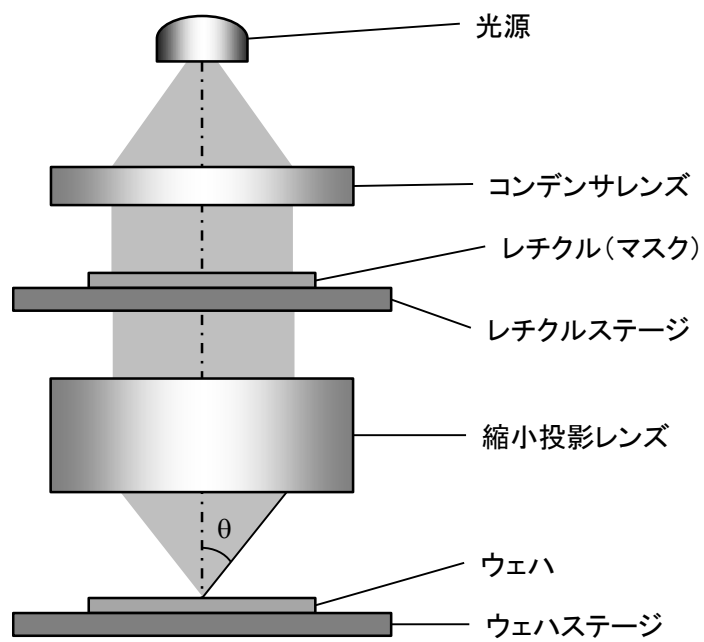 光源
コンデンサレンズ
レチクル(マスク)
レチクルステージ
縮小投影レンズ
θ
ウェハ
ウェハステージ